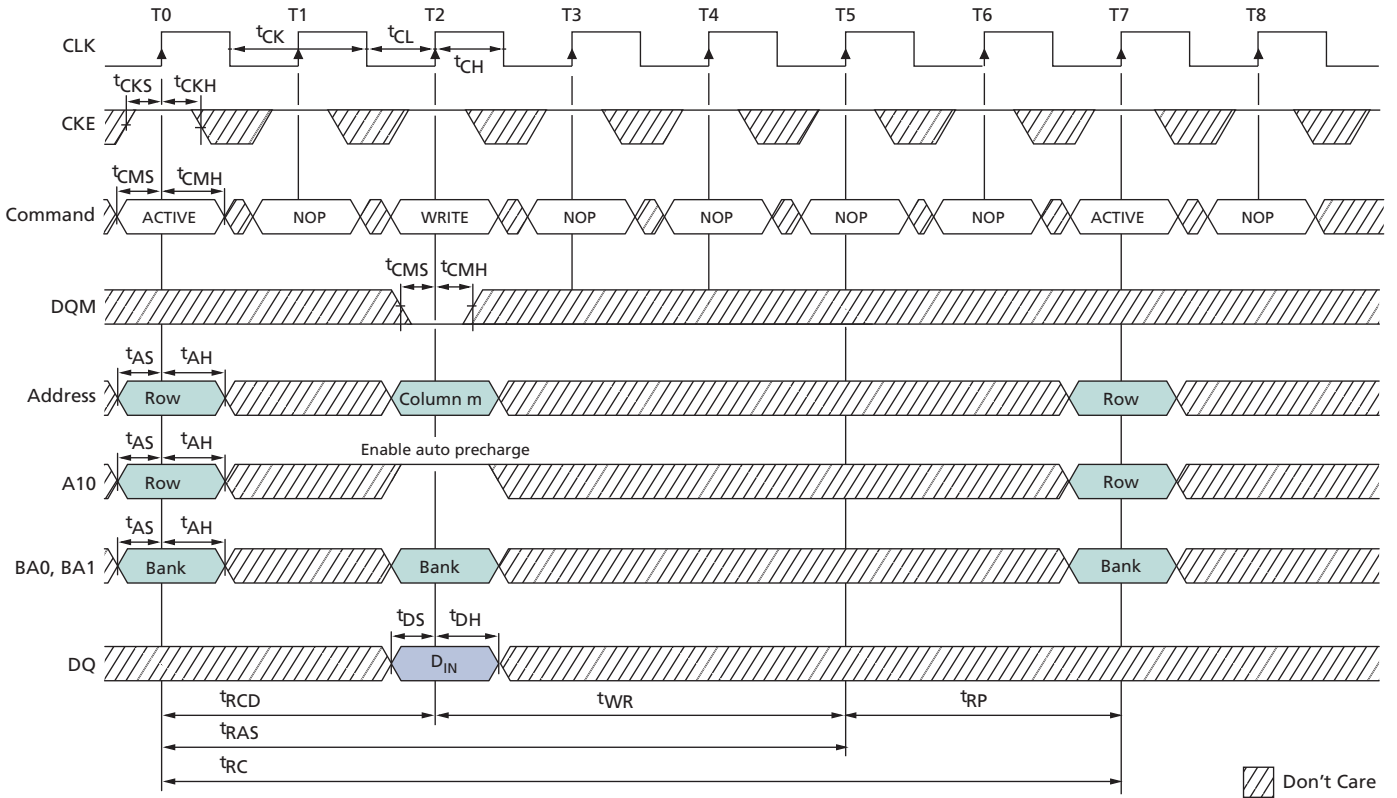 T0 T1 T2 T3 T4 T5 T6 T7 T8
CLK tCK tCL tCH
tCKS tCKH
CKE
tCMS tCMH
Command ACTIVE NOP WRITE NOP NOP NOP NOP ACTIVE NOP
tCMS tCMH
DQM
tAS tAH
Address Row Column m Row
tAS tAH Enable auto precharge
A10 Row Row
tAS tAH
BA0, BA1 Bank Bank Bank
tDS tDH
DQ DIN
tRCD tWR tRP
tRAS
tRC
Don't Care